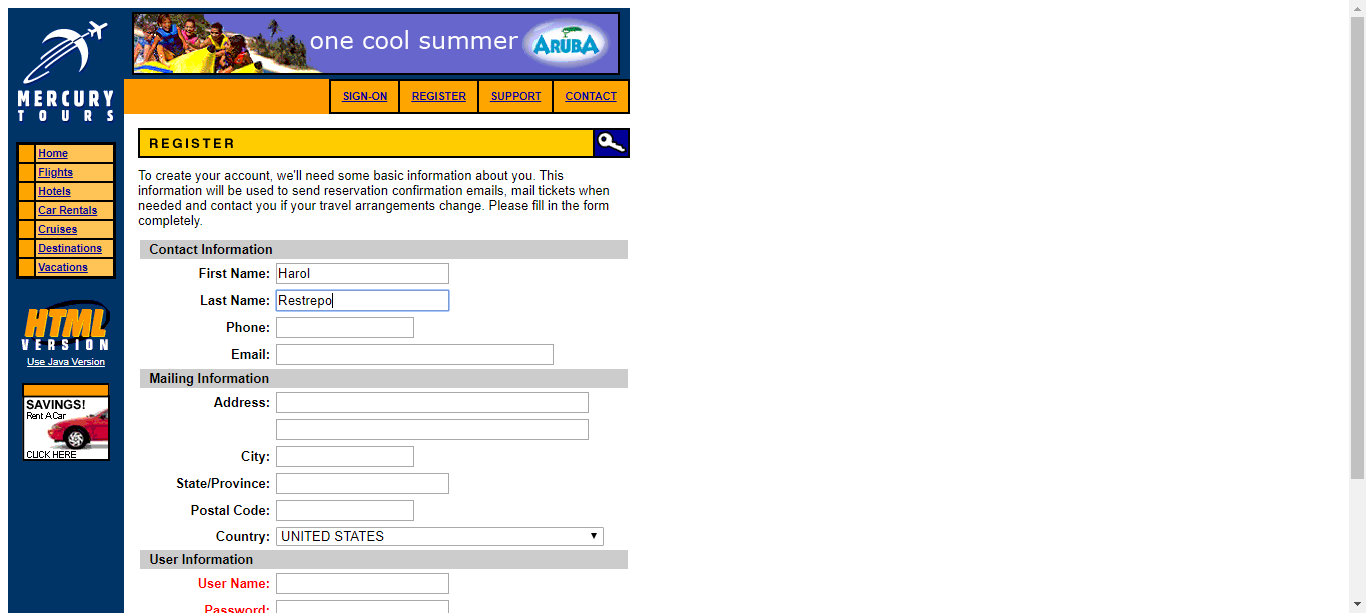 one cool summer ARUBA
MERCURY
TOURS
SIGN-ON REGISTER SUPPORT CONTACT
Home
Flights
Hotels
Car Rentals
Cruises
Destinations
Vacations
HTML
VERSION
Use Java Version
SAVINGS!
Rent A Car
CLICK HERE
REGISTER
To create your account, we'll need some basic information about you. This
information will be used to send reservation confirmation emails, mail tickets when
needed and contact you if your travel arrangements change. Please fill in the form
completely.
Contact Information
First Name: Harol
Last Name: Restrepo
Phone:
Email:
Mailing Information
Address:
City:
State/Province:
Postal Code:
Country: UNITED STATES
User Information
User Name:
Password: